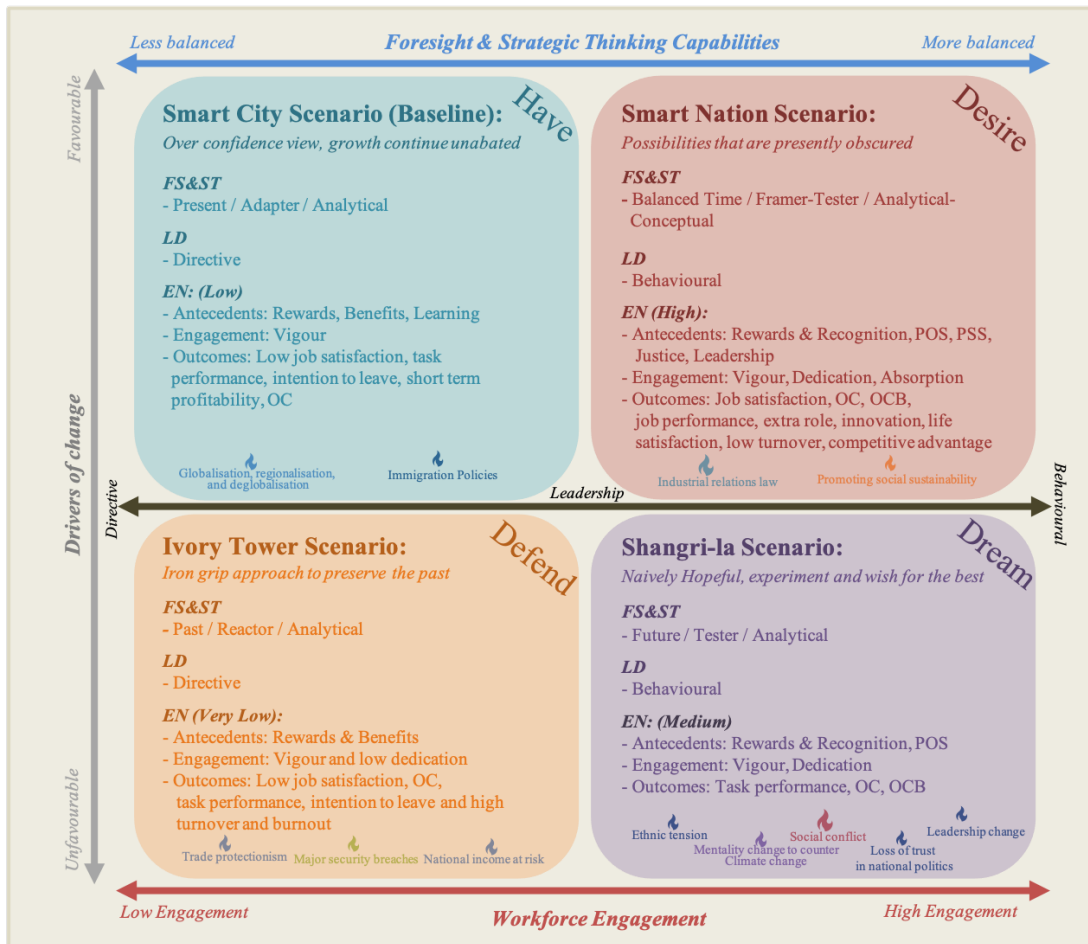 Less balanced
Foresight & Strategic Thinking Capabilities
More balanced
Favourable
Drivers of change
Unfavourable
Smart City Scenario (Baseline):
Have
Over confidence view, growth continue unabated
FS&ST
- Present / Adapter / Analytical
LD
- Directive
EN: (Low)
- Antecedents: Rewards, Benefits, Learning
- Engagement: Vigour
- Outcomes: Low job satisfaction, task
performance, intention to leave, short term
profitability, OC
Globalisation, regionalisation,
and deglobalisation
Immigration Policies
Smart Nation Scenario:
Desire
Possibilities that are presently obscured
FS&ST
- Balanced Time / Framer-Tester / Analytical-
Conceptual
LD
- Behavioural
EN (High):
- Antecedents: Rewards & Recognition, POS, PSS,
Justice, Leadership
- Engagement: Vigour, Dedication, Absorption
- Outcomes: Job satisfaction, OC, OCB,
job performance, extra role, innovation, life
satisfaction, low turnover, competitive advantage
Industrial relations law
Promoting social sustainability
Directive
Leadership
Behavioural
Ivory Tower Scenario:
Defend
Iron grip approach to preserve the past
FS&ST
- Past / Reactor / Analytical
LD
- Directive
EN (Very Low):
- Antecedents: Rewards & Benefits
- Engagement: Vigour and low dedication
- Outcomes: Low job satisfaction, OC,
task performance, intention to leave and high
turnover and burnout
Trade protectionism
Major security breaches
National income at risk
Shangri-la Scenario:
Dream
Naively Hopeful, experiment and wish for the best
FS&ST
- Future / Tester / Analytical
LD
- Behavioural
EN: (Medium)
- Antecedents: Rewards & Recognition, POS
- Engagement: Vigour, Dedication
- Outcomes: Task performance, OC, OCB
Ethnic tension
Mentality change to counter
Climate change
Social conflict
Loss of trust
in national politics
Leadership change
Low Engagement
Workforce Engagement
High Engagement